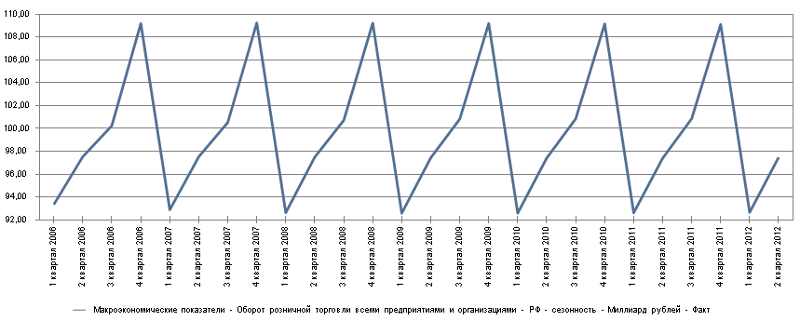 110,00
108,00
106,00
104,00
102,00
100,00
98,00
96,00
94,00
92,00
1 квартал 2006
2 квартал 2006
3 квартал 2006
4 квартал 2006
1 квартал 2007
2 квартал 2007
3 квартал 2007
4 квартал 2007
1 квартал 2008
2 квартал 2008
3 квартал 2008
4 квартал 2008
1 квартал 2009
2 квартал 2009
3 квартал 2009
4 квартал 2009
1 квартал 2010
2 квартал 2010
3 квартал 2010
4 квартал 2010
1 квартал 2011
2 квартал 2011
3 квартал 2011
4 квартал 2011
1 квартал 2012
2 квартал 2012
Макроэкономические показатели - Оборот розничной торговли всеми предприятиями и организациями - РФ - сезонность - Миллиард рублей - Факт